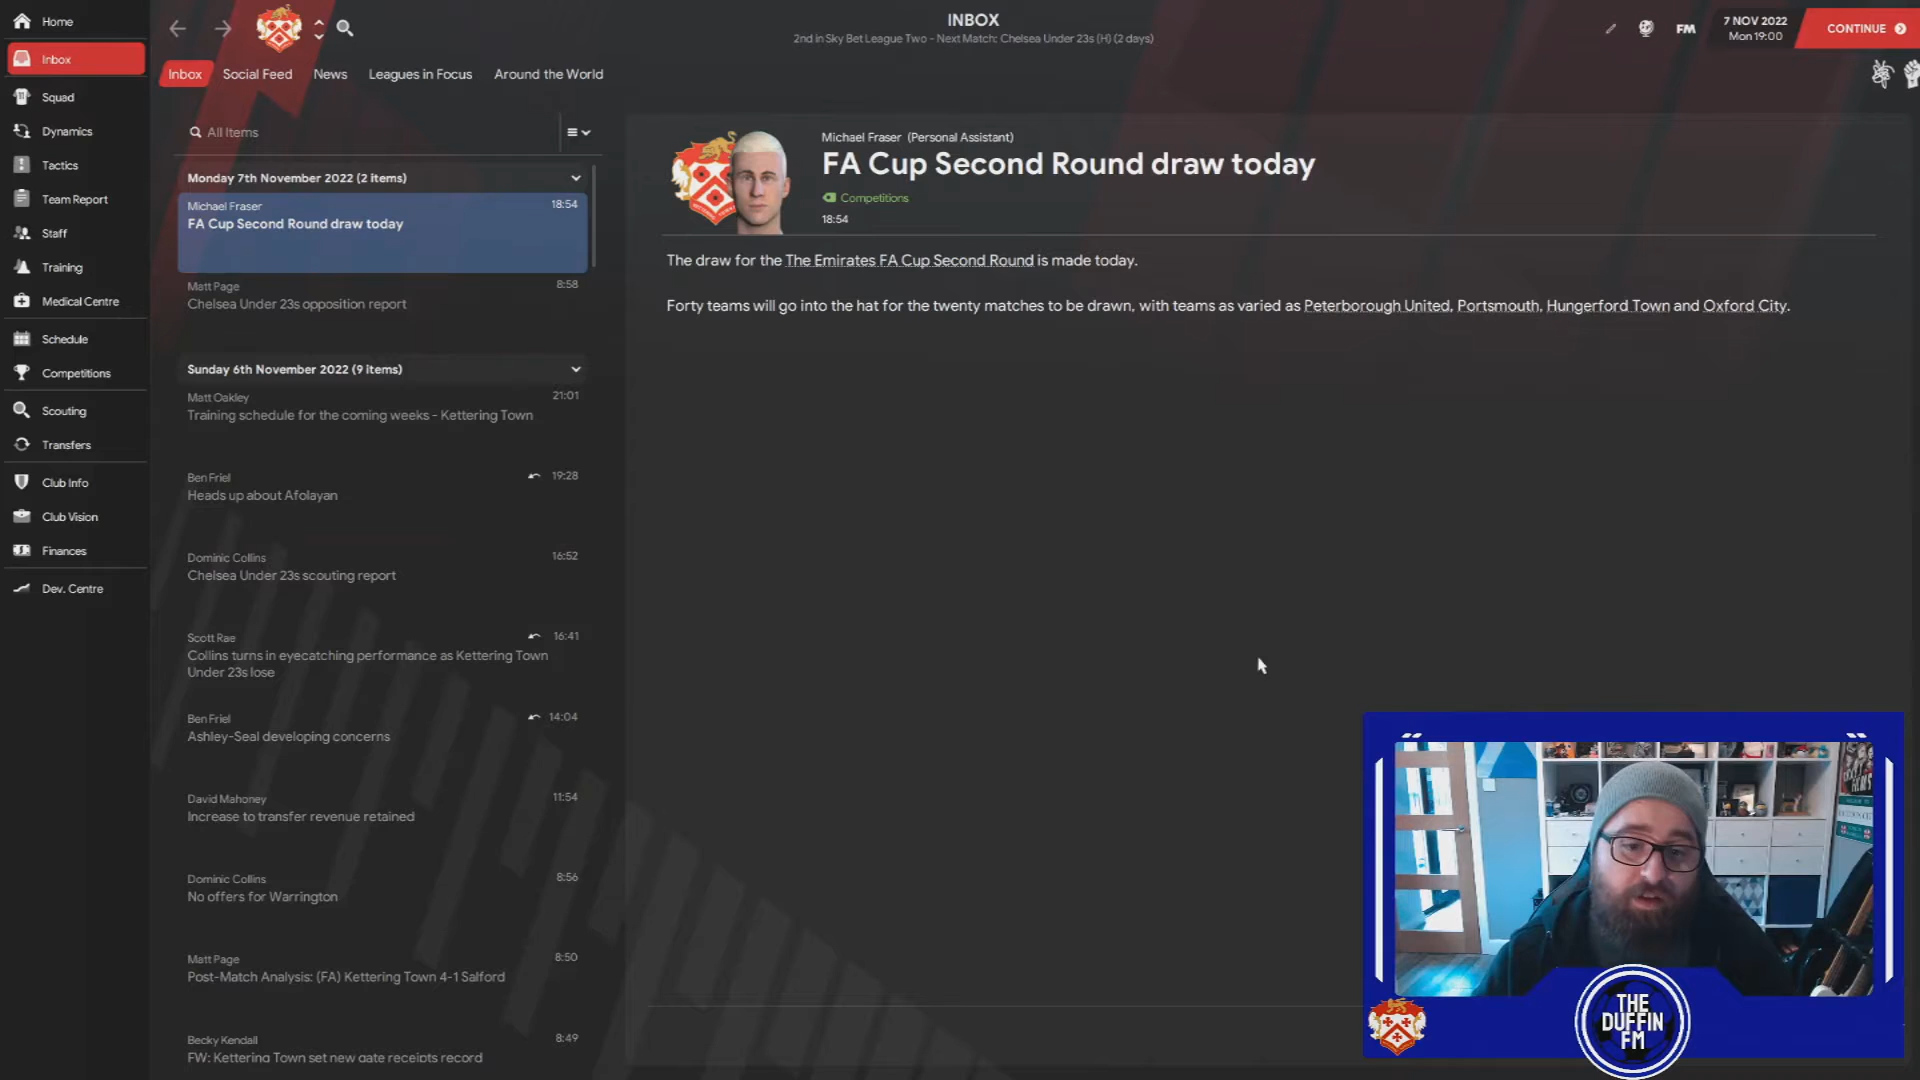 Home
Inbox
Squad
Dynamics
Tactics
Team Report
Staff
Training
Medical Centre
Schedule
Competitions
Scouting
Transfers
Club Info
Club Vision
Finances
Dev. Centre
INBOX
2nd in Sky Bet League Two - Next Match: Chelsea Under 23s (H) (2 days)
FM
7 NOV 2022
Mon 19:00
CONTINUE
Inbox Social Feed News Leagues in Focus Around the World
All Items
Monday 7th November 2022 (2 items)
Michael Fraser 18:54
FA Cup Second Round draw today
Matt Page 8:58
Chelsea Under 23s opposition report
Sunday 6th November 2022 (9 items)
Matt Oakley 21:01
Training schedule for the coming weeks - Kettering Town
Ben Friel 19:28
Heads up about Afolayan
Dominic Collins 16:52
Chelsea Under 23s scouting report
Scott Rae 16:41
Collins turns in eyecatching performance as Kettering Town
Under 23s lose
Ben Friel 14:04
Ashley-Seal developing concerns
David Mahoney 11:54
Increase to transfer revenue retained
Dominic Collins 8:56
No offers for Warrington
Matt Page 8:50
Post-Match Analysis: (FA) Kettering Town 4-1 Salford
Becky Kendall 8:49
FW: Kettering Town set new gate receipts record
Michael Fraser (Personal Assistant)
FA Cup Second Round draw today
Competitions
18:54
The draw for the The Emirates FA Cup Second Round is made today.
Forty teams will go into the hat for the twenty matches to be drawn, with teams as varied as Peterborough United, Portsmouth, Hungerford Town and Oxford City.
THE
DUFFIN
FM